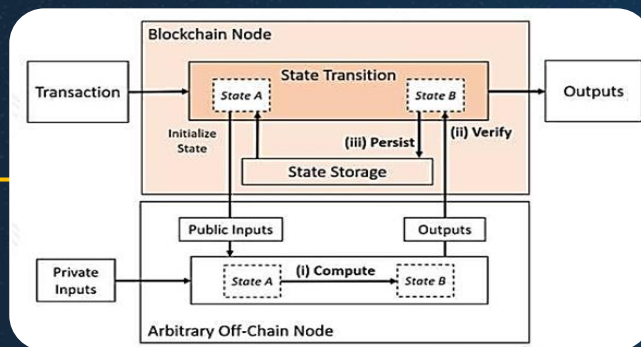 Blockchain Node
State Transition
Transaction
State A
State B
Outputs
Initialize
State
(iii) Persist
(ii) Verify
State Storage
Public Inputs
Outputs
Private
Inputs
(i) Compute
State A
State B
Arbitrary Off-Chain Node